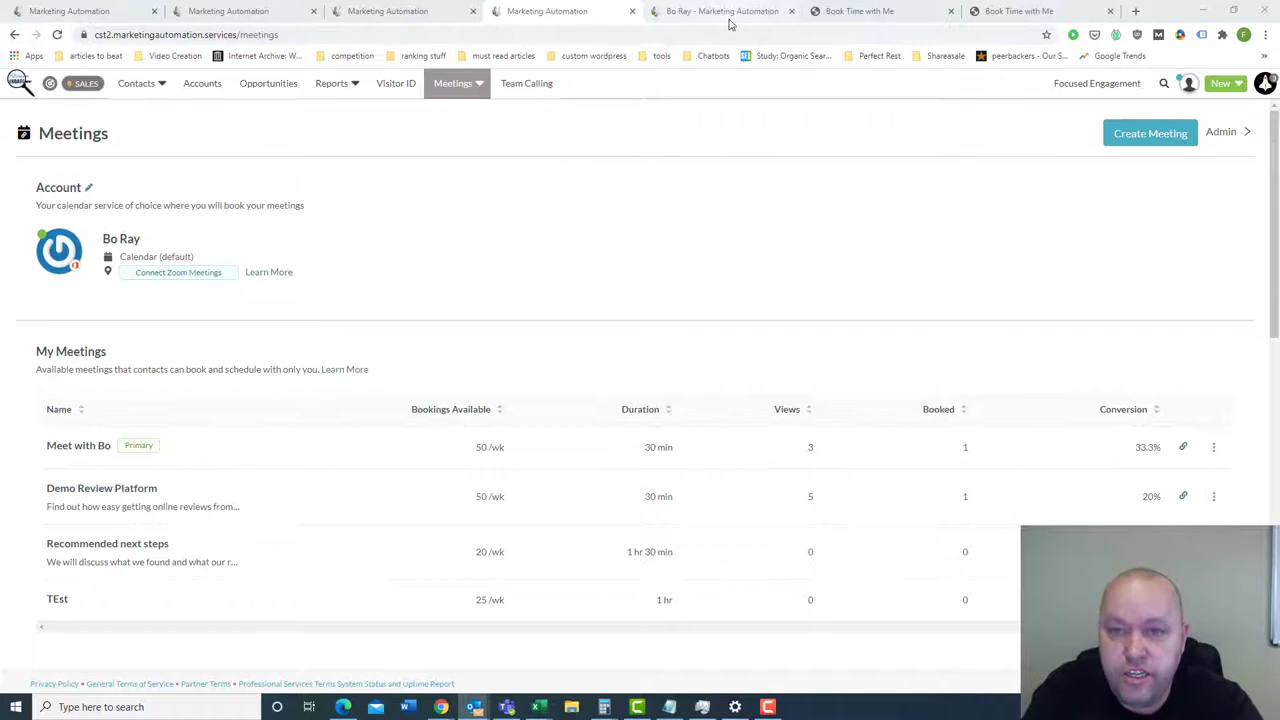 Marketing Automation
Marketing Automation
Marketing Automation
Marketing Automation
Bo Ray - Marketing Automation
Book Time with Me
Book Time with Me
cst2.marketingautomation.services/meetings
Apps
articles to beat
Video Creation
Internet Archive: W...
competition
ranking stuff
must read articles
custom wordpress
tools
Chatbots
Study: Organic Sear...
Perfect Rest
Shareasale
peerbackers - Our S...
Google Trends
SALES
Contacts
Accounts
Opportunities
Reports
Visitor ID
Meetings
Team Calling
Focused Engagement
New
Meetings
Create Meeting
Admin
Account
Your calendar service of choice where you will book your meetings
Bo Ray
Calendar (default)
Connect Zoom Meetings Learn More
My Meetings
Available meetings that contacts can book and schedule with only you. Learn More
Name Bookings Available Duration Views Booked Conversion
Meet with Bo Primary 50 /wk 30 min 3 1 33.3%
Demo Review Platform 50 /wk 30 min 5 1 20%
Find out how easy getting online reviews from...
Recommended next steps 20 /wk 1 hr 30 min 0 0
We will discuss what we found and what our r...
TEst 25 /wk 1 hr 0 0
Privacy Policy • General Terms of Service • Partner Terms • Professional Services Terms System Status and Uptime Report
Type here to search